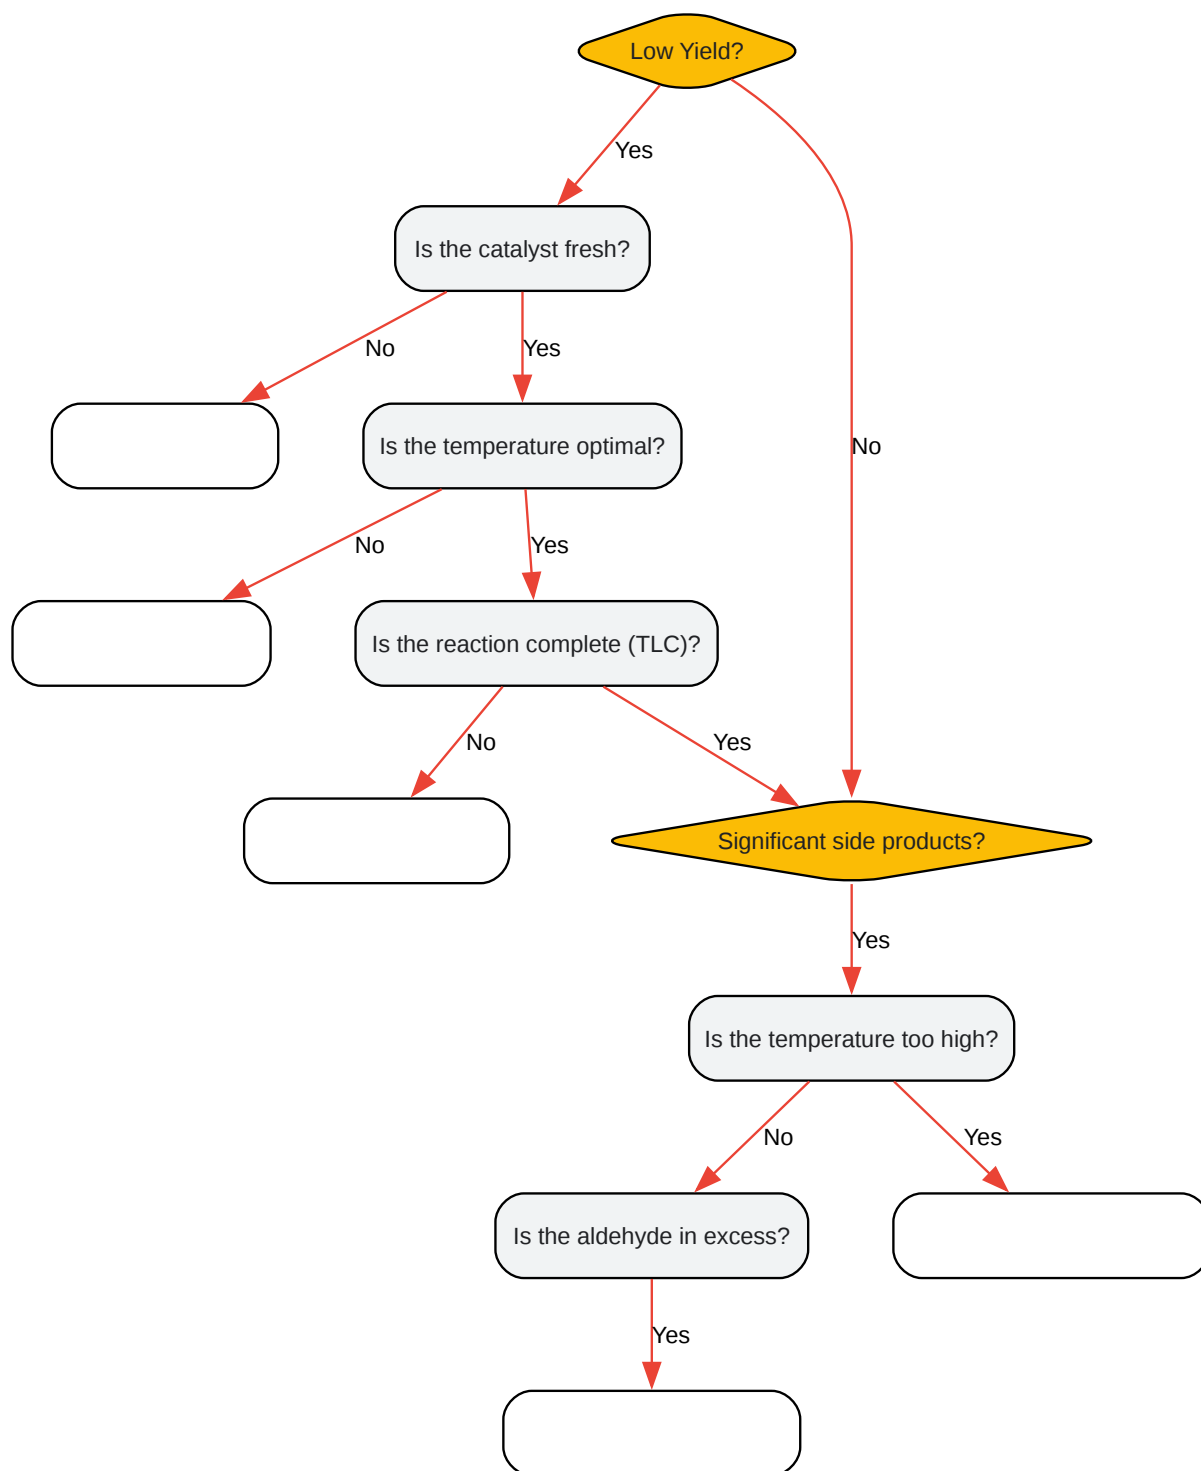 Low Yield?
Yes
Is the catalyst fresh?
No
Yes
Is the temperature optimal?
No
No
Yes
Is the reaction complete (TLC)?
No
Yes
Significant side products?
Yes
Is the temperature too high?
No
Yes
Is the aldehyde in excess?
Yes